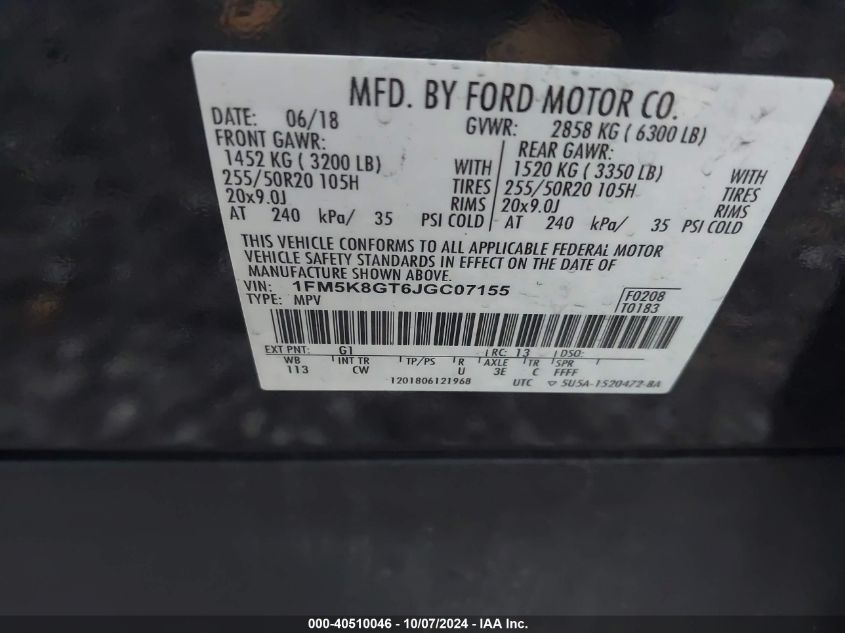 MFD. BY FORD MOTOR CO.
DATE: 06/18 GVWR: 2858 KG ( 6300 LB)
FRONT GAWR: REAR GAWR:
1452 KG ( 3200 LB) WITH 1520 KG ( 3350 LB) WITH
255/50R20 105H TIRES 255/50R20 105H TIRES
20x9.0J RIMS 20x9.0J RIMS
AT 240 kPa/ 35 PSI COLD AT 240 kPa/ 35 PSI COLD
THIS VEHICLE CONFORMS TO ALL APPLICABLE FEDERAL MOTOR
VEHICLE SAFETY STANDARDS IN EFFECT ON THE DATE OF
MANUFACTURE SHOWN ABOVE.
VIN: 1FM5K8GT6JGC07155 F0208
TYPE: MPV T0183
EXT PNT: G1 RC: 13 DSO:
WB INT TR TP/PS R AXLE TR SPR
113 CW U 3E C FFFF
1201806121968 UTC ▽ 5U5A-1520472-BA
000-40510046 - 10/07/2024 - IAA Inc.